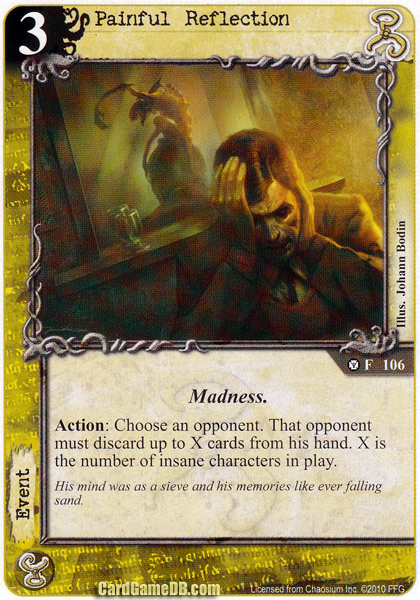 3
Painful Reflection
Illus. Johann Bodin
F 106
Madness.
Action: Choose an opponent. That opponent
must discard up to X cards from his hand. X is
the number of insane characters in play.
His mind was as a sieve and his memories like ever falling
sand.
Event
Licensed from Chaosium Inc. ©2010 FFG
CardGameDB.com